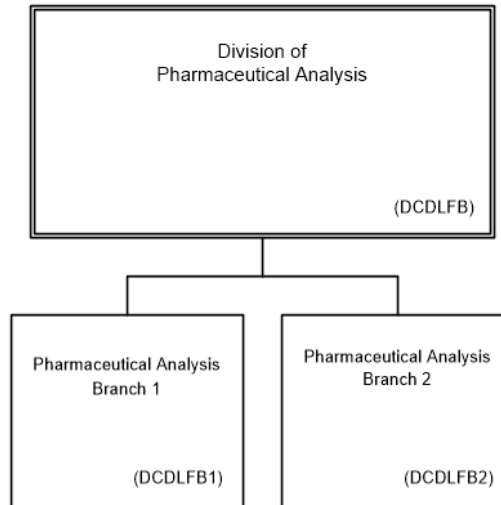 Division of
Pharmaceutical Analysis
(DCDLFB)
Pharmaceutical Analysis
Branch 1
(DCDLFB1)
Pharmaceutical Analysis
Branch 2
(DCDLFB2)